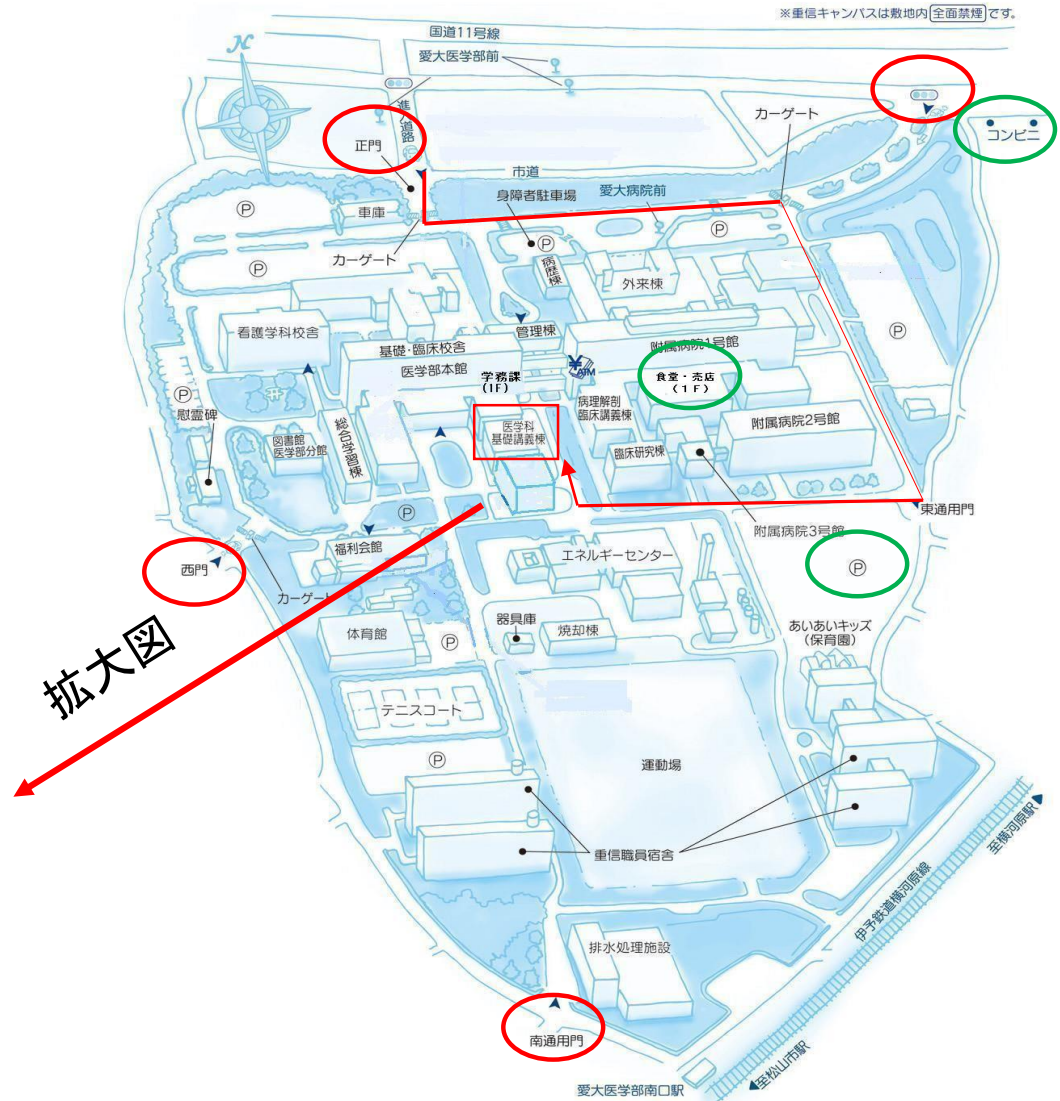 ※重信キャンパスは敷地内全面禁煙です。
国道11号線
愛大医学部前
N
進入道路
カーゲート
コンビニ
正門
市道
身障者駐車場
愛大病院前
P
車庫
カーゲート
P
P
P
病歴棟
外来棟
看護学科校舎
管理棟
P
基礎・臨床校舎
附属病院1号館
医学部本館
学務課
(1F)
¥
ATM
食堂・売店
(1F)
P
慰霊碑
病理解剖
臨床講義棟
医学科
基礎講義棟
附属病院2号館
図書館
医学部分館
総合学習棟
臨床研究棟
東通用門
P
附属病院3号館
福利会館
エネルギーセンター
西門
P
カーゲート
器具庫
焼却棟
あいあいキッズ
(保育園)
体育館
P
拡大図
テニスコート
P
運動場
重信職員宿舎
至横河原駅
伊予鉄道横河原線
排水処理施設
南通用門
至松山市駅
愛大医学部南口駅